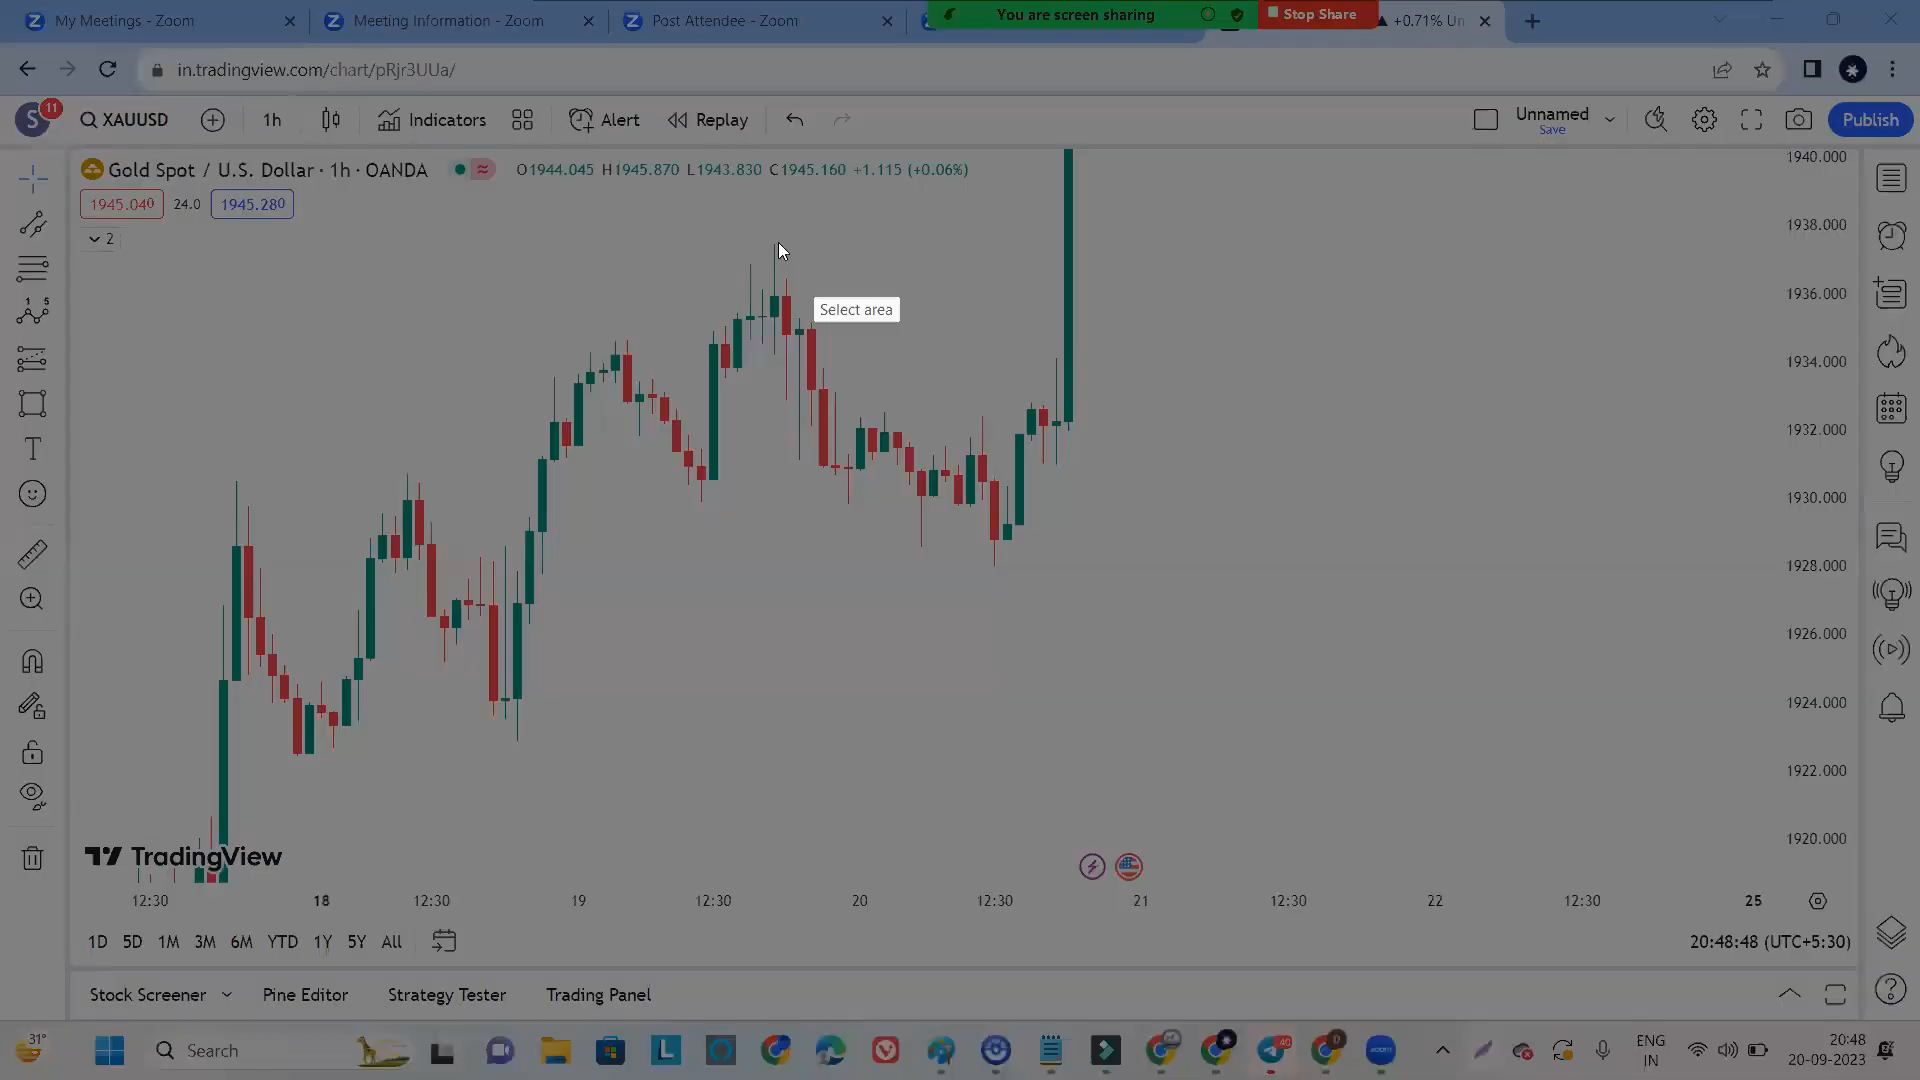 My Meetings - Zoom
Meeting Information - Zoom
Post Attendee - Zoom
You are screen sharing
Stop Share
+0.71% Un
in.tradingview.com/chart/pRjr3UUa/
S
11
XAUUSD
1h
Indicators
Alert
Replay
Unnamed
Save
Publish
Gold Spot / U.S. Dollar · 1h · OANDA
O1944.045 H1945.870 L1943.830 C1945.160 +1.115 (+0.06%)
1945.040
24.0
1945.280
2
Select area
1940.000
1938.000
1936.000
1934.000
1932.000
1930.000
1928.000
1926.000
1924.000
1922.000
1920.000
TradingView
12:30
18
12:30
19
12:30
20
12:30
21
12:30
22
12:30
25
1D
5D
1M
3M
6M
YTD
1Y
5Y
All
20:48:48 (UTC+5:30)
Stock Screener
Pine Editor
Strategy Tester
Trading Panel
31°
Search
40
zoom
ENG
IN
20:48
20-09-2023